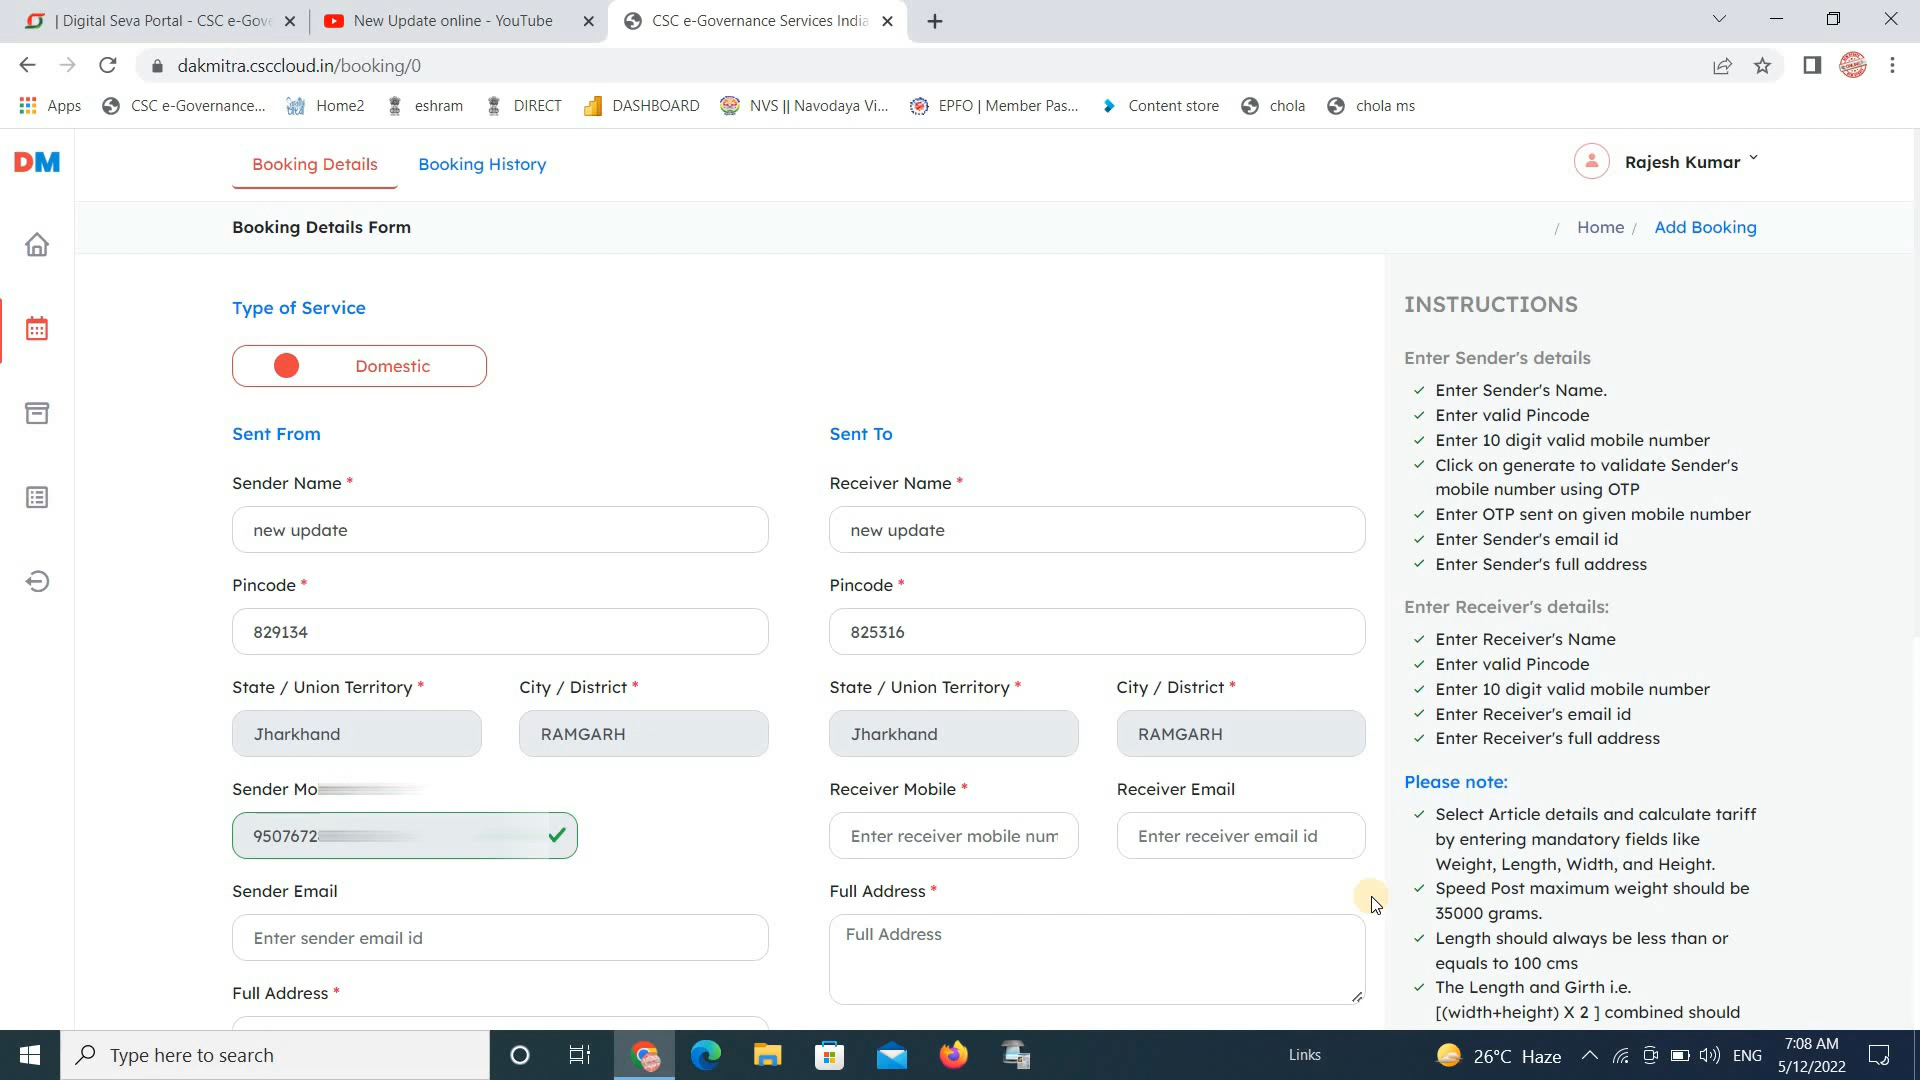 | Digital Seva Portal - CSC e-Gove
New Update online - YouTube
CSC e-Governance Services India
dakmitra.csccloud.in/booking/0
Apps
CSC e-Governance...
Home2
eshram
DIRECT
DASHBOARD
NVS || Navodaya Vi...
EPFO | Member Pas...
Content store
chola
chola ms
DM
Booking Details
Booking History
Rajesh Kumar
Booking Details Form
/ Home / Add Booking
Type of Service
Domestic
Sent From
Sender Name *
new update
Pincode *
829134
State / Union Territory *
City / District *
Jharkhand
RAMGARH
Sender Mo
9507672
Sender Email
Enter sender email id
Full Address *
Sent To
Receiver Name *
new update
Pincode *
825316
State / Union Territory *
City / District *
Jharkhand
RAMGARH
Receiver Mobile *
Receiver Email
Enter receiver mobile num
Enter receiver email id
Full Address *
Full Address
INSTRUCTIONS
Enter Sender's details
Enter Sender's Name.
Enter valid Pincode
Enter 10 digit valid mobile number
Click on generate to validate Sender's
mobile number using OTP
Enter OTP sent on given mobile number
Enter Sender's email id
Enter Sender's full address
Enter Receiver's details:
Enter Receiver's Name
Enter valid Pincode
Enter 10 digit valid mobile number
Enter Receiver's email id
Enter Receiver's full address
Please note:
Select Article details and calculate tariff
by entering mandatory fields like
Weight, Length, Width, and Height.
Speed Post maximum weight should be
35000 grams.
Length should always be less than or
equals to 100 cms
The Length and Girth i.e.
[(width+height) X 2 ] combined should
Type here to search
Links
26°C Haze
ENG
7:08 AM
5/12/2022